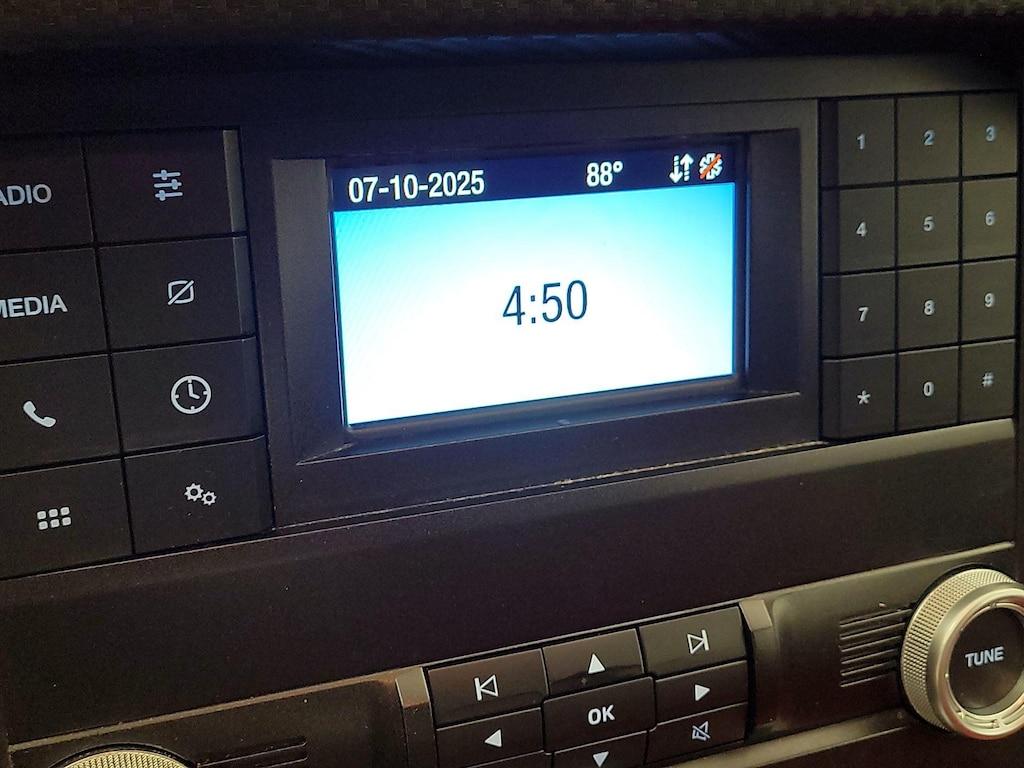 07-10-2025 88°
4:50
ADIO
MEDIA
1 2 3
4 5 6
7 8 9
* 0 #
OK
TUNE